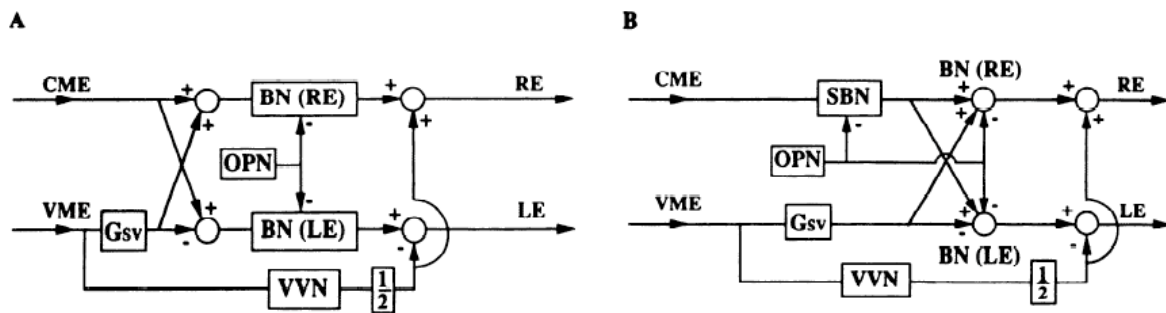 A
CME
+
+
BN (RE)
+
RE
+
-
OPN
-
VME
Gsv
+
-
BN (LE)
+
-
LE
VVN
1
2
B
CME
SBN
BN (RE)
+
+
-
+
RE
+
-
OPN
VME
Gsv
+
-
-
BN (LE)
+
-
LE
VVN
1
2